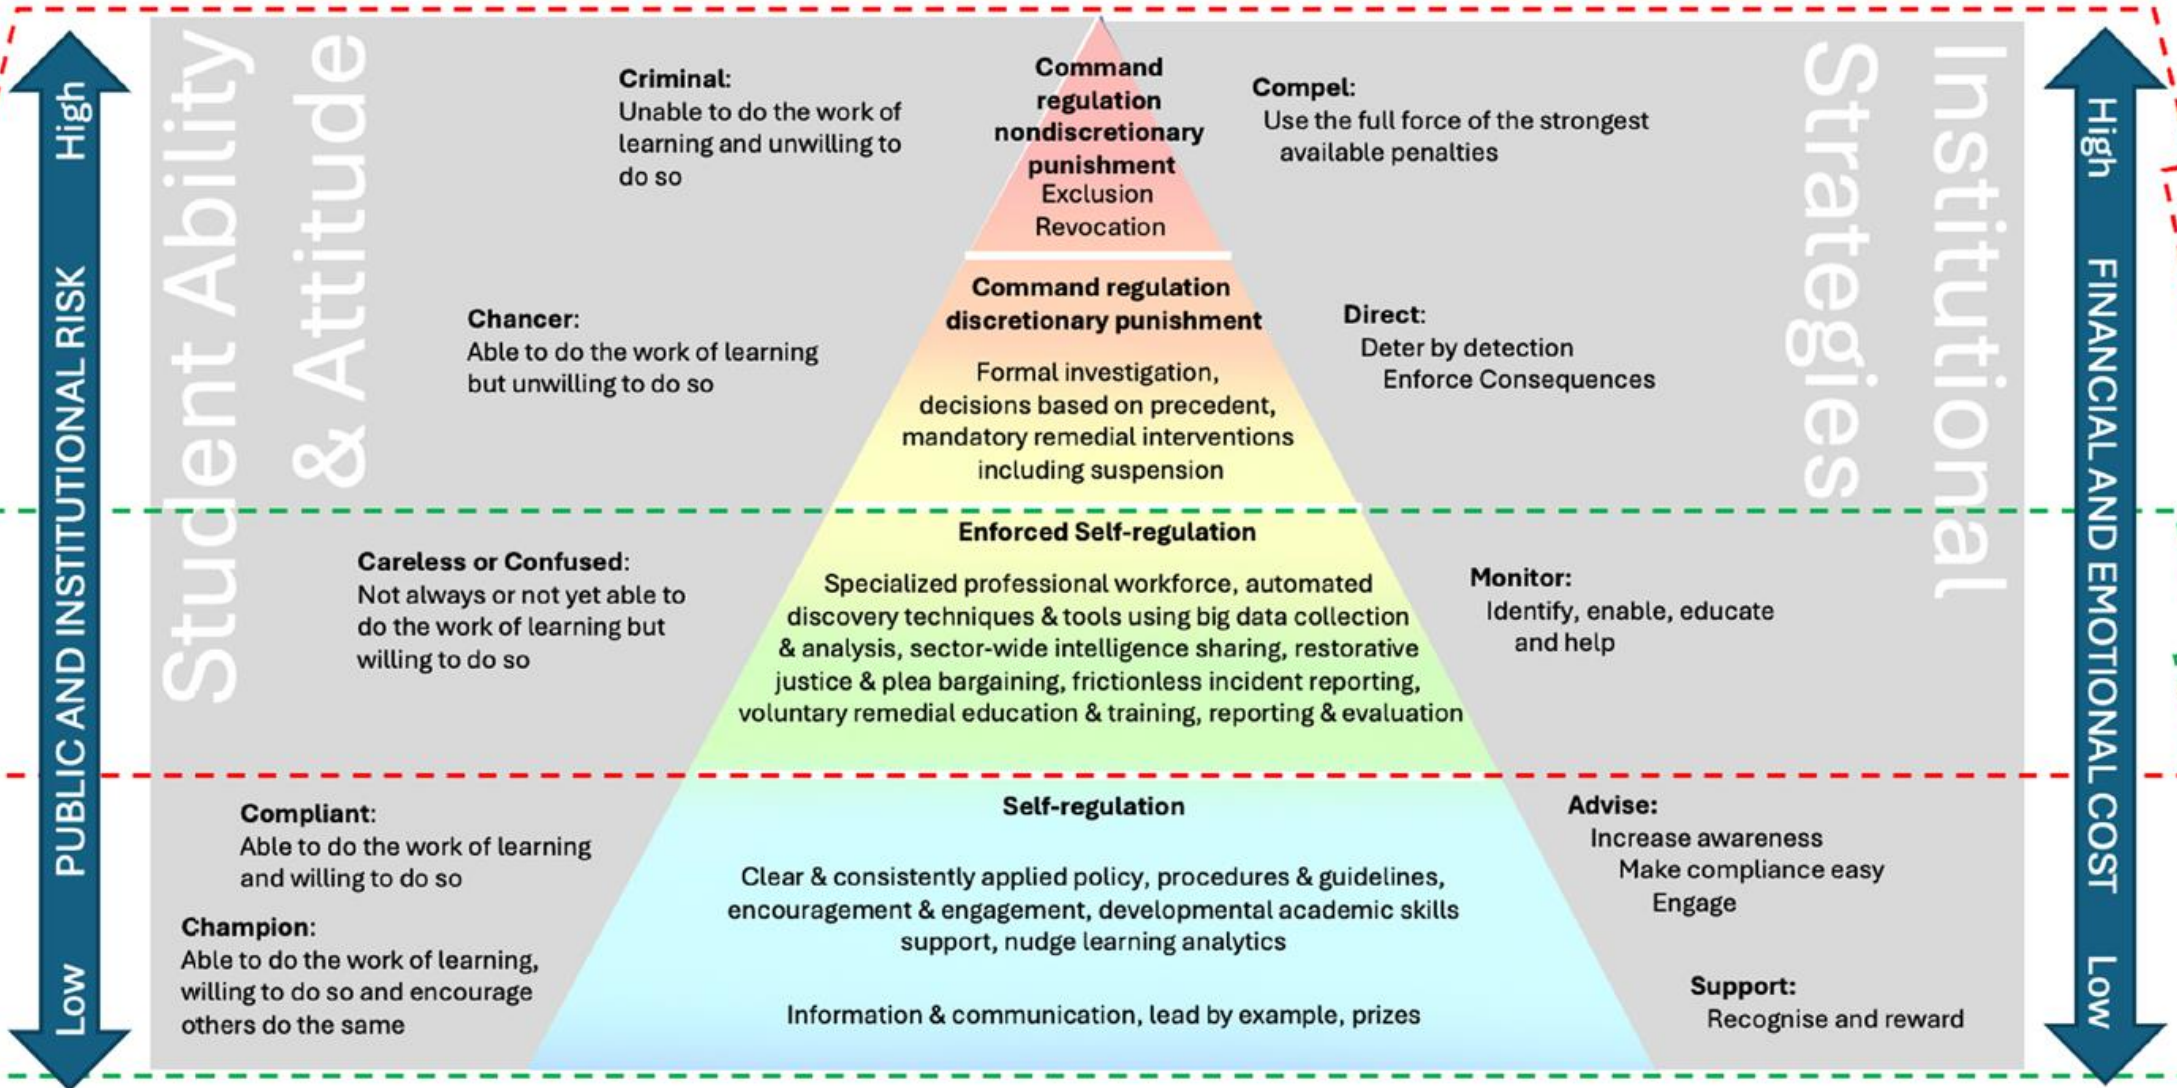 High
PUBLIC AND INSTITUTIONAL RISK
Low
Student Ability
& Attitude
Criminal:
Unable to do the work of
learning and unwilling to
do so
Chancer:
Able to do the work of learning
but unwilling to do so
Careless or Confused:
Not always or not yet able to
do the work of learning but
willing to do so
Compliant:
Able to do the work of learning
and willing to do so
Champion:
Able to do the work of learning,
willing to do so and encourage
others do the same
Command
regulation
nondiscretionary
punishment
Exclusion
Revocation
Command regulation
discretionary punishment
Formal investigation,
decisions based on precedent,
mandatory remedial interventions
including suspension
Enforced Self-regulation
Specialized professional workforce, automated
discovery techniques & tools using big data collection
& analysis, sector-wide intelligence sharing, restorative
justice & plea bargaining, frictionless incident reporting,
voluntary remedial education & training, reporting & evaluation
Self-regulation
Clear & consistently applied policy, procedures & guidelines,
encouragement & engagement, developmental academic skills
support, nudge learning analytics
Information & communication, lead by example, prizes
Compel:
Use the full force of the strongest
available penalties
Direct:
Deter by detection
Enforce Consequences
Monitor:
Identify, enable, educate
and help
Advise:
Increase awareness
Make compliance easy
Engage
Support:
Recognise and reward
Institutional
Strategies
High
FINANCIAL AND EMOTIONAL COST
Low